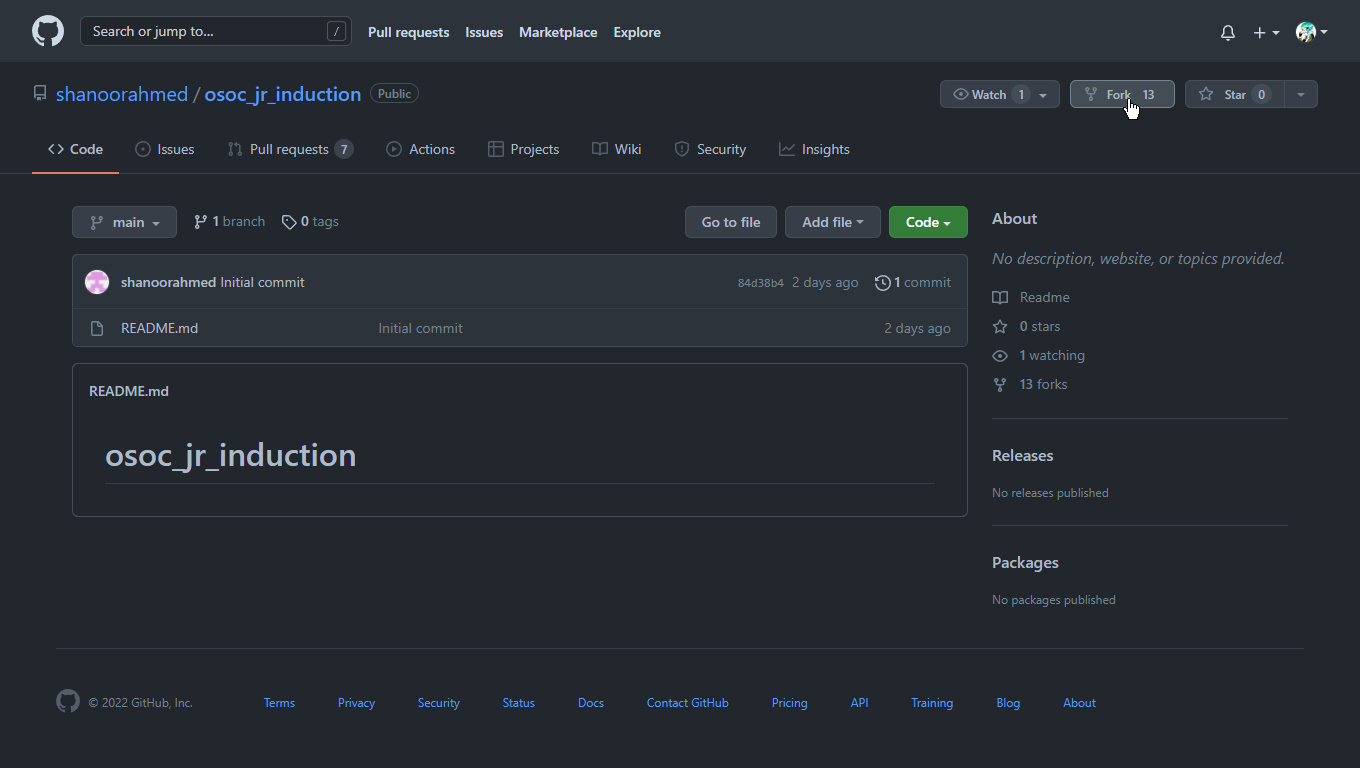 Search or jump to... /
Pull requests Issues Marketplace Explore
shanoorahmed / osoc_jr_induction Public
Watch 1 Fork 13 Star 0
Code Issues Pull requests 7 Actions Projects Wiki Security Insights
main 1 branch 0 tags Go to file Add file Code
shanoorahmed Initial commit 84d38b4 2 days ago 1 commit
README.md Initial commit 2 days ago
README.md
osoc_jr_induction
About
No description, website, or topics provided.
Readme
0 stars
1 watching
13 forks
Releases
No releases published
Packages
No packages published
© 2022 GitHub, Inc. Terms Privacy Security Status Docs Contact GitHub Pricing API Training Blog About